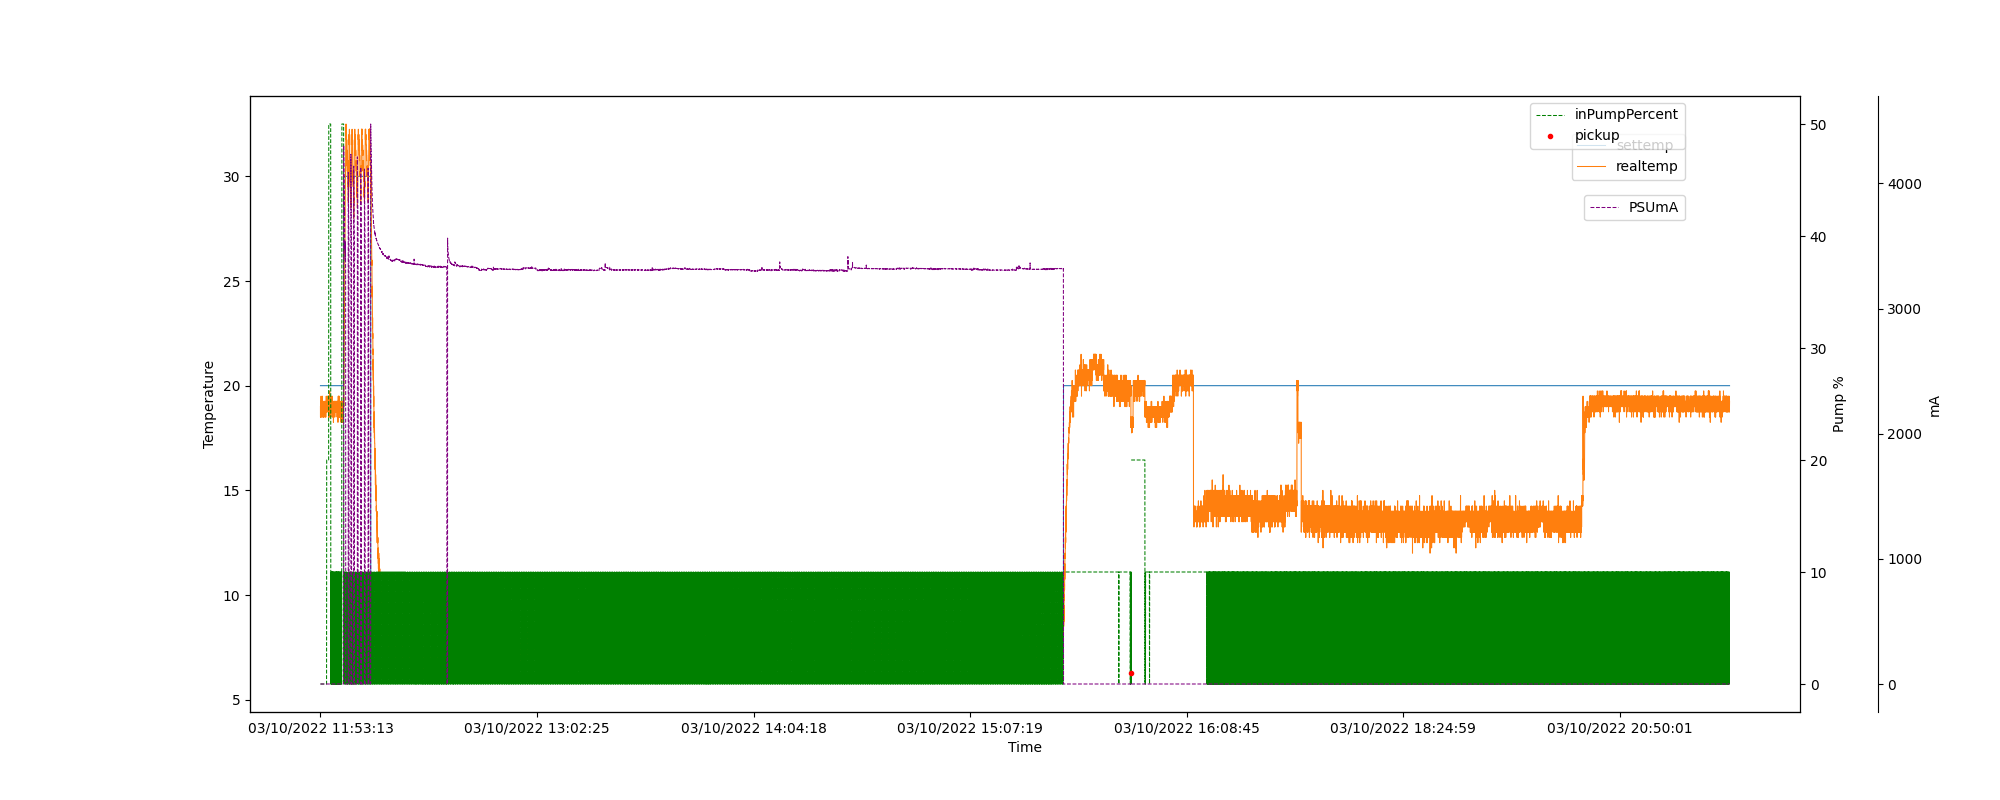 inPumpPercent
pickup
settemp
realtemp
PSUmA
Temperature
30
25
20
15
10
5
50
40
30
20
10
0
Pump %
4000
3000
2000
1000
0
mA
03/10/2022 11:53:13
03/10/2022 13:02:25
03/10/2022 14:04:18
03/10/2022 15:07:19
03/10/2022 16:08:45
03/10/2022 18:24:59
03/10/2022 20:50:01
Time